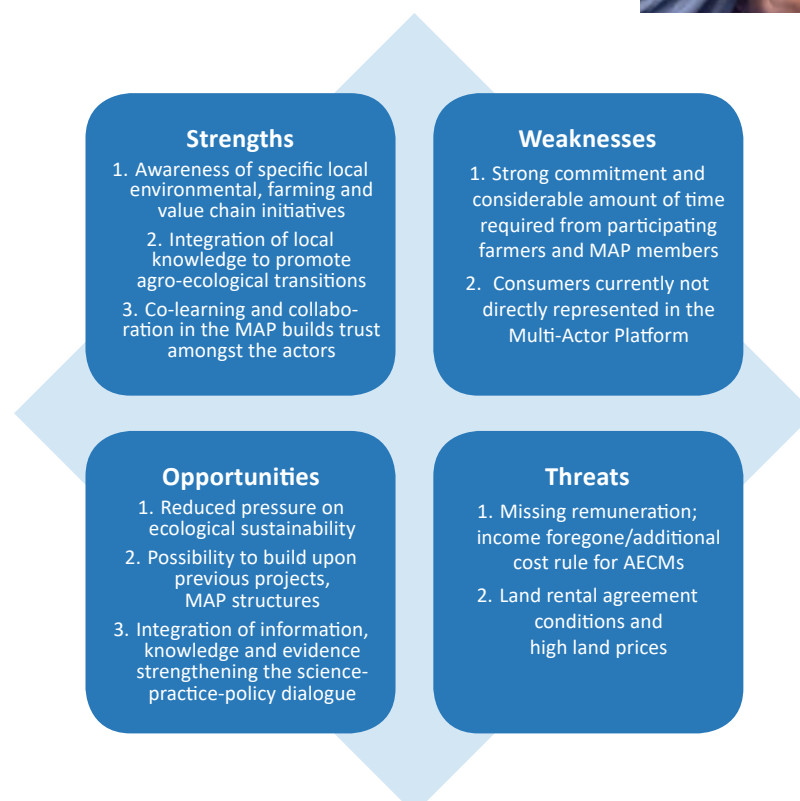 Strengths
1. Awareness of specific local
environmental, farming and
value chain initiatives
2. Integration of local
knowledge to promote
agro-ecological transitions
3. Co-learning and collabo-
ration in the MAP builds trust
amongst the actors
Weaknesses
1. Strong commitment and
considerable amount of time
required from participating
farmers and MAP members
2. Consumers currently not
directly represented in the
Multi-Actor Platform
Opportunities
1. Reduced pressure on
ecological sustainability
2. Possibility to build upon
previous projects,
MAP structures
3. Integration of information,
knowledge and evidence
strengthening the science-
practice-policy dialogue
Threats
1. Missing remuneration;
income foregone/additional
cost rule for AECMs
2. Land rental agreement
conditions and
high land prices